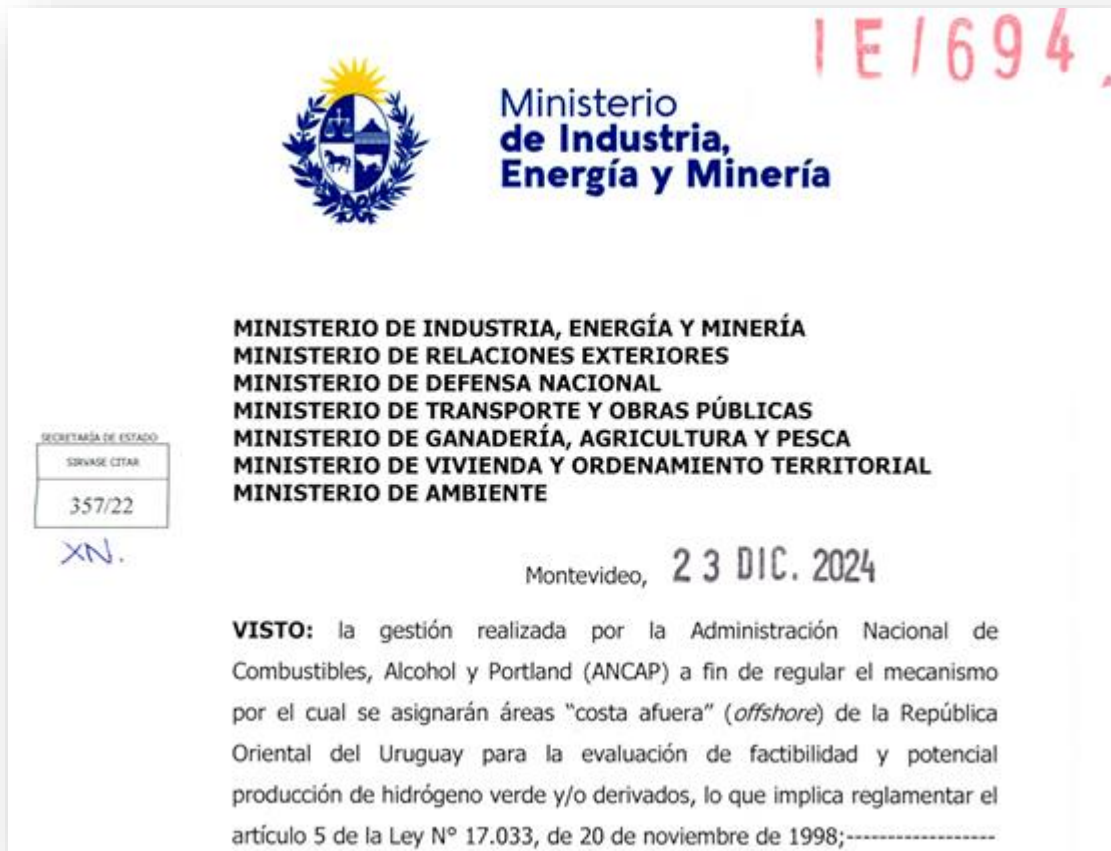 IE/694
Ministerio
de Industria,
Energía y Minería
MINISTERIO DE INDUSTRIA, ENERGÍA Y MINERÍA
MINISTERIO DE RELACIONES EXTERIORES
MINISTERIO DE DEFENSA NACIONAL
MINISTERIO DE TRANSPORTE Y OBRAS PÚBLICAS
MINISTERIO DE GANADERÍA, AGRICULTURA Y PESCA
MINISTERIO DE VIVIENDA Y ORDENAMIENTO TERRITORIAL
MINISTERIO DE AMBIENTE
SECRETARÍA DE ESTADO
SIRVASE CITAR
357/22
XN.
Montevideo, 23 DIC. 2024
VISTO: la gestión realizada por la Administración Nacional de
Combustibles, Alcohol y Portland (ANCAP) a fin de regular el mecanismo
por el cual se asignarán áreas “costa afuera” (offshore) de la República
Oriental del Uruguay para la evaluación de factibilidad y potencial
producción de hidrógeno verde y/o derivados, lo que implica reglamentar el
artículo 5 de la Ley N° 17.033, de 20 de noviembre de 1998;------------------